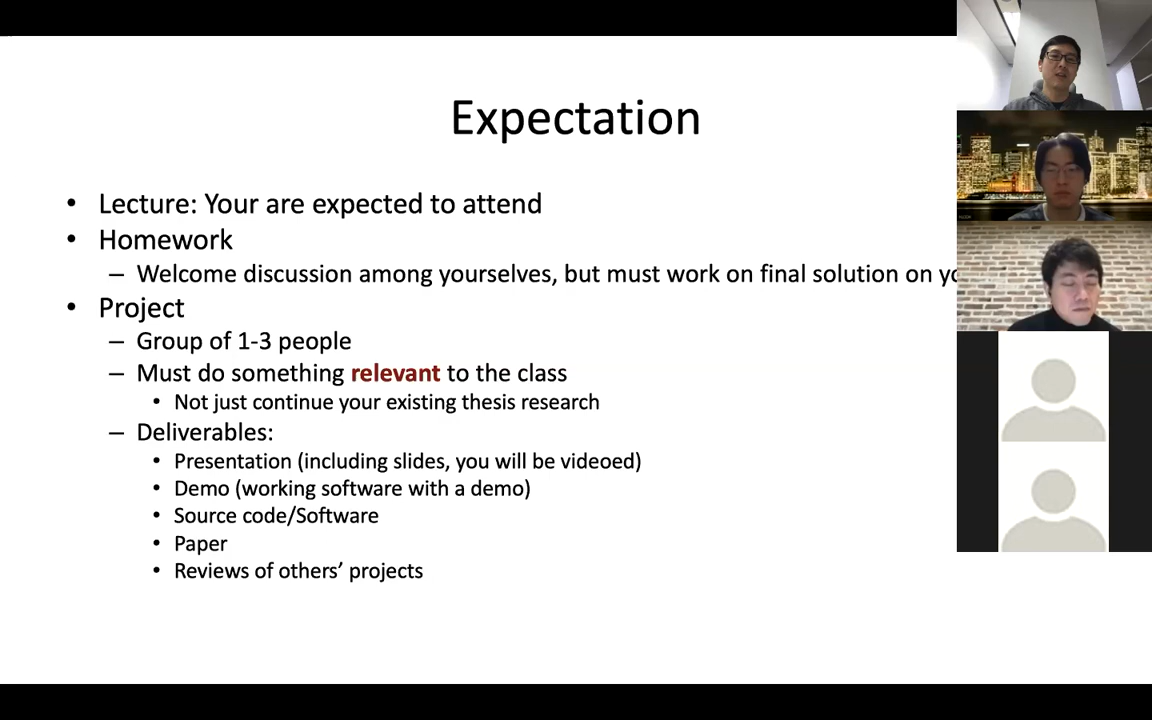 Expectation
• Lecture: Your are expected to attend
• Homework
– Welcome discussion among yourselves, but must work on final solution on
• Project
– Group of 1-3 people
– Must do something relevant to the class
• Not just continue your existing thesis research
– Deliverables:
• Presentation (including slides, you will be videoed)
• Demo (working software with a demo)
• Source code/Software
• Paper
• Reviews of others’ projects